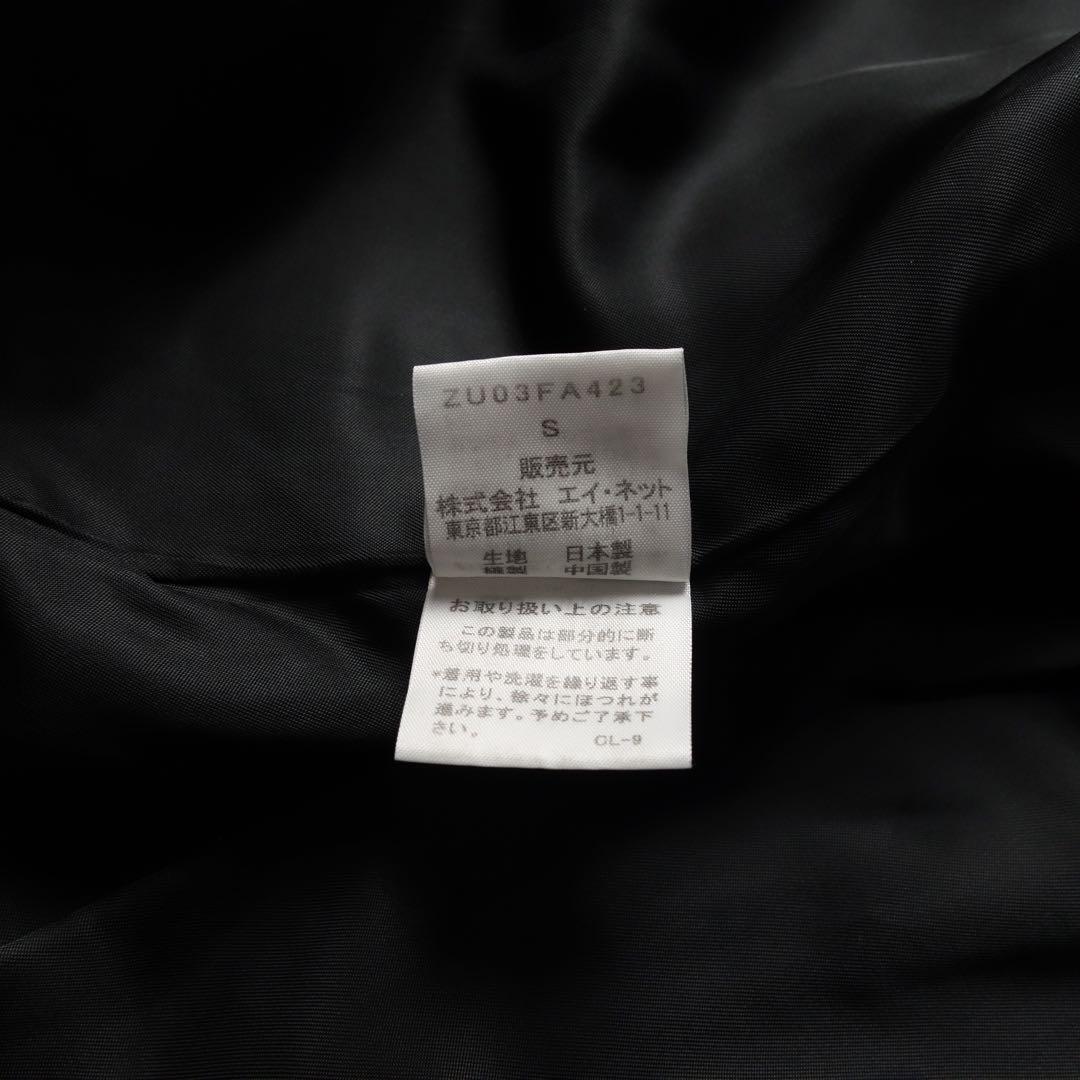 ZU03FA423
S
販売元
株式会社 エイ・ネット
東京都江東区新大橋1-1-11
生地 日本製
縫製 中国製
お取り扱い上の注意
この製品は部分的に断
ち切り処理をしています。
*着用や洗濯を繰り返す事
により、徐々にほつれが
進みます。予めご了承下
さい。 CL-9